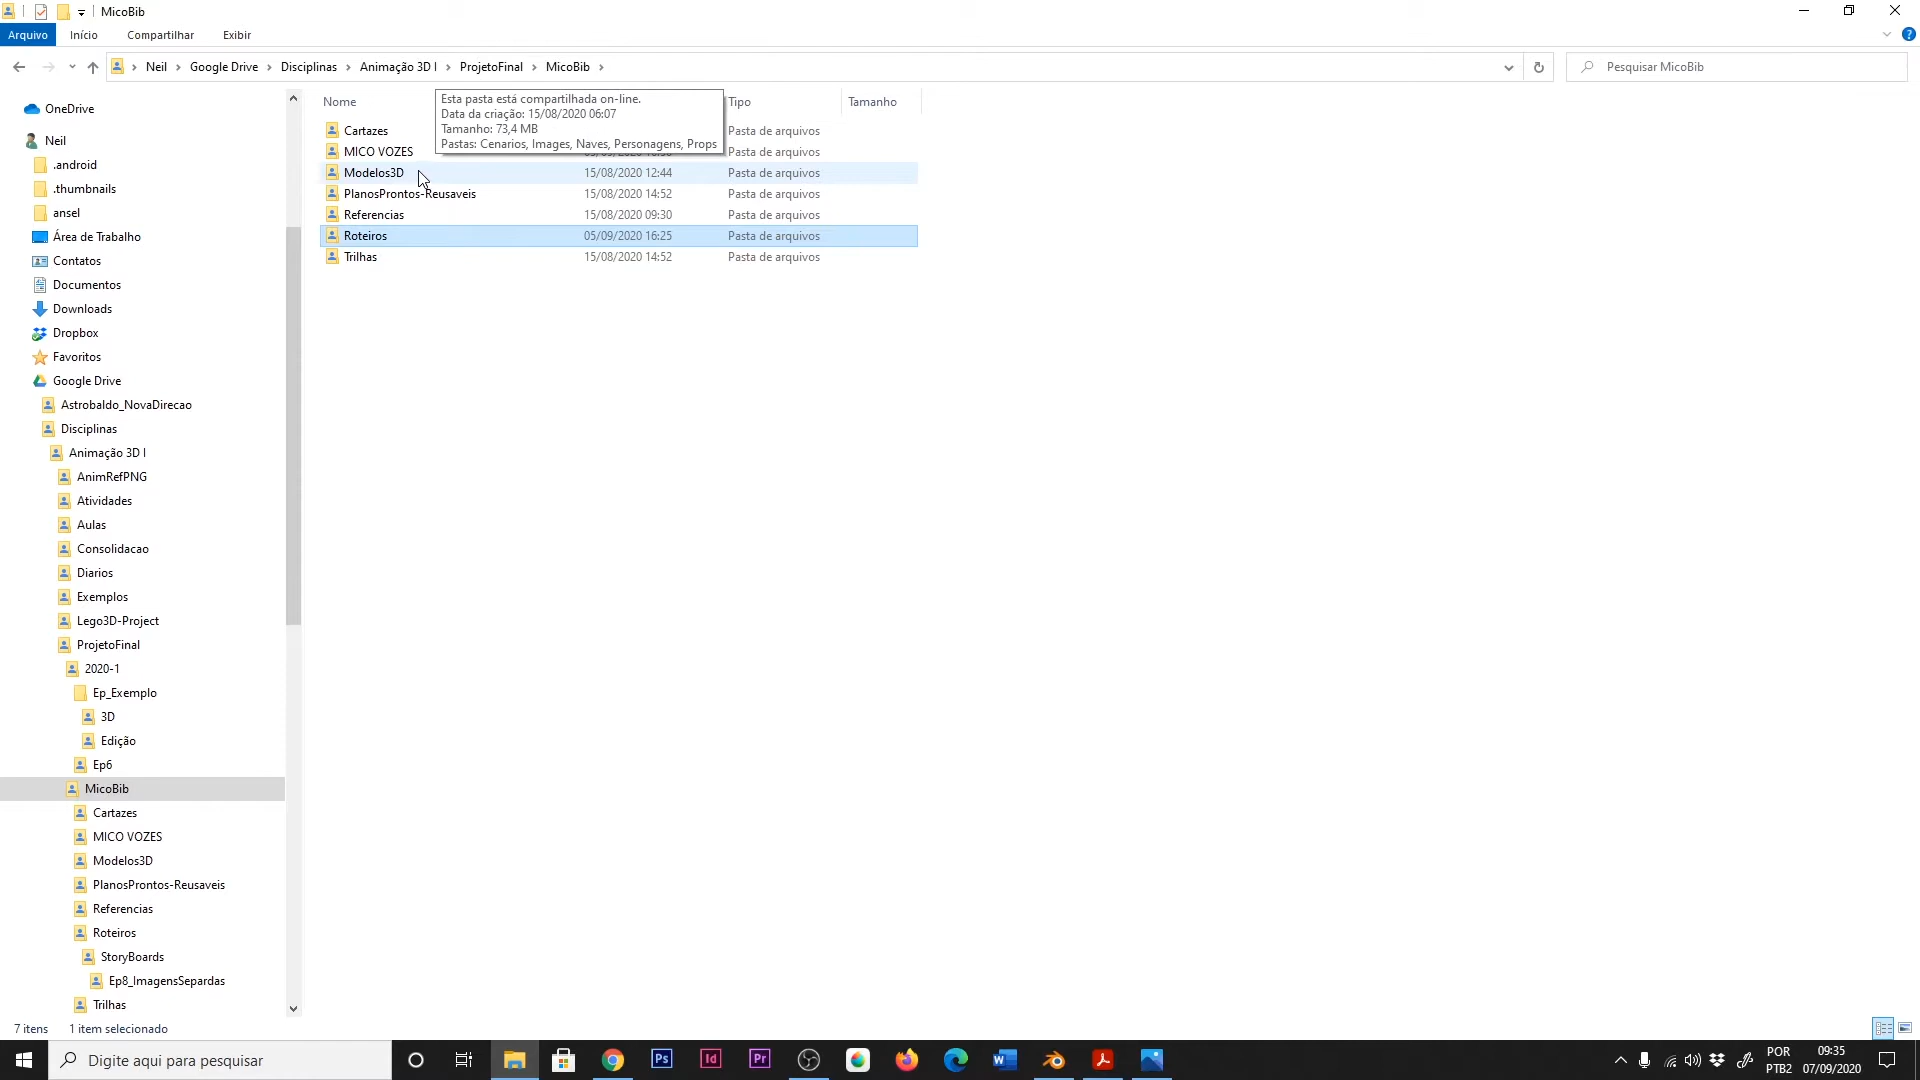 MicoBib
Arquivo Início Compartilhar Exibir
Neil Google Drive Disciplinas Animação 3D I ProjetoFinal MicoBib
Pesquisar MicoBib
OneDrive
Neil
.android
.thumbnails
ansel
Área de Trabalho
Contatos
Documentos
Downloads
Dropbox
Favoritos
Google Drive
Astrobaldo_NovaDirecao
Disciplinas
Animação 3D I
AnimRefPNG
Atividades
Aulas
Consolidacao
Diarios
Exemplos
Lego3D-Project
ProjetoFinal
2020-1
Ep_Exemplo
3D
Edição
Ep6
MicoBib
Cartazes
MICO VOZES
Modelos3D
PlanosProntos-Reusaveis
Referencias
Roteiros
StoryBoards
Ep8_ImagensSepardas
Trilhas
Nome Tipo Tamanho
Esta pasta está compartilhada on-line.
Data da criação: 15/08/2020 06:07
Tamanho: 73,4 MB
Pastas: Cenarios, Images, Naves, Personagens, Props
Cartazes Pasta de arquivos
MICO VOZES Pasta de arquivos
Modelos3D 15/08/2020 12:44 Pasta de arquivos
PlanosProntos-Reusaveis 15/08/2020 14:52 Pasta de arquivos
Referencias 15/08/2020 09:30 Pasta de arquivos
Roteiros 05/09/2020 16:25 Pasta de arquivos
Trilhas 15/08/2020 14:52 Pasta de arquivos
7 itens 1 item selecionado
Digite aqui para pesquisar
Ps Id Pr
POR 09:35
PTB2 07/09/2020